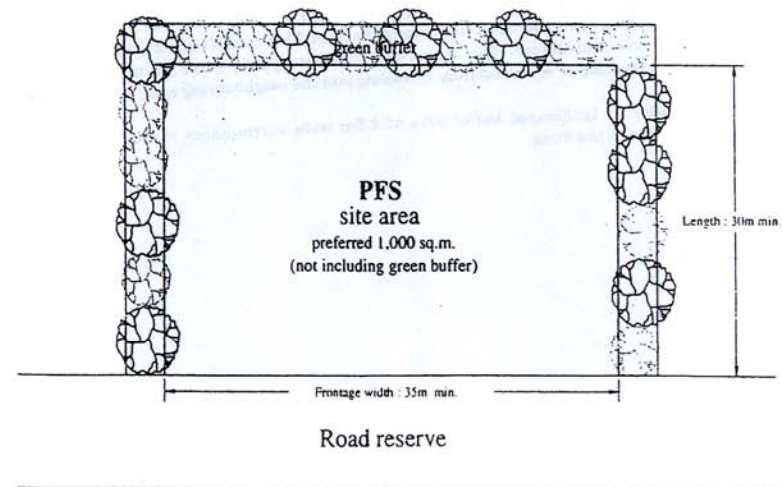 green buffer
PFS
site area
preferred 1,000 sq.m.
(not including green buffer)
Length : 30m min.
Frontage width : 35m min.
Road reserve